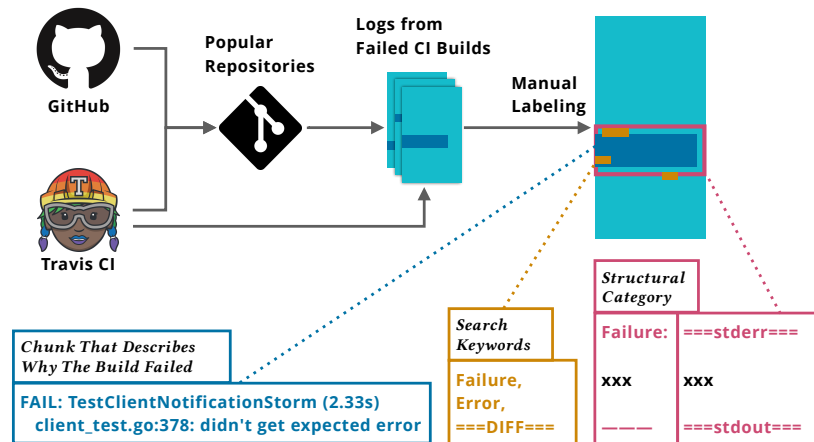 GitHub
Popular
Repositories
Logs from
Failed CI Builds
Manual
Labeling
T
Travis CI
Chunk That Describes
Why The Build Failed
FAIL: TestClientNotificationStorm (2.33s)
client_test.go:378: didn't get expected error
Search
Keywords
Failure,
Error,
===DIFF===
Structural
Category
Failure: ===stderr===
xxx xxx
——— ===stdout===